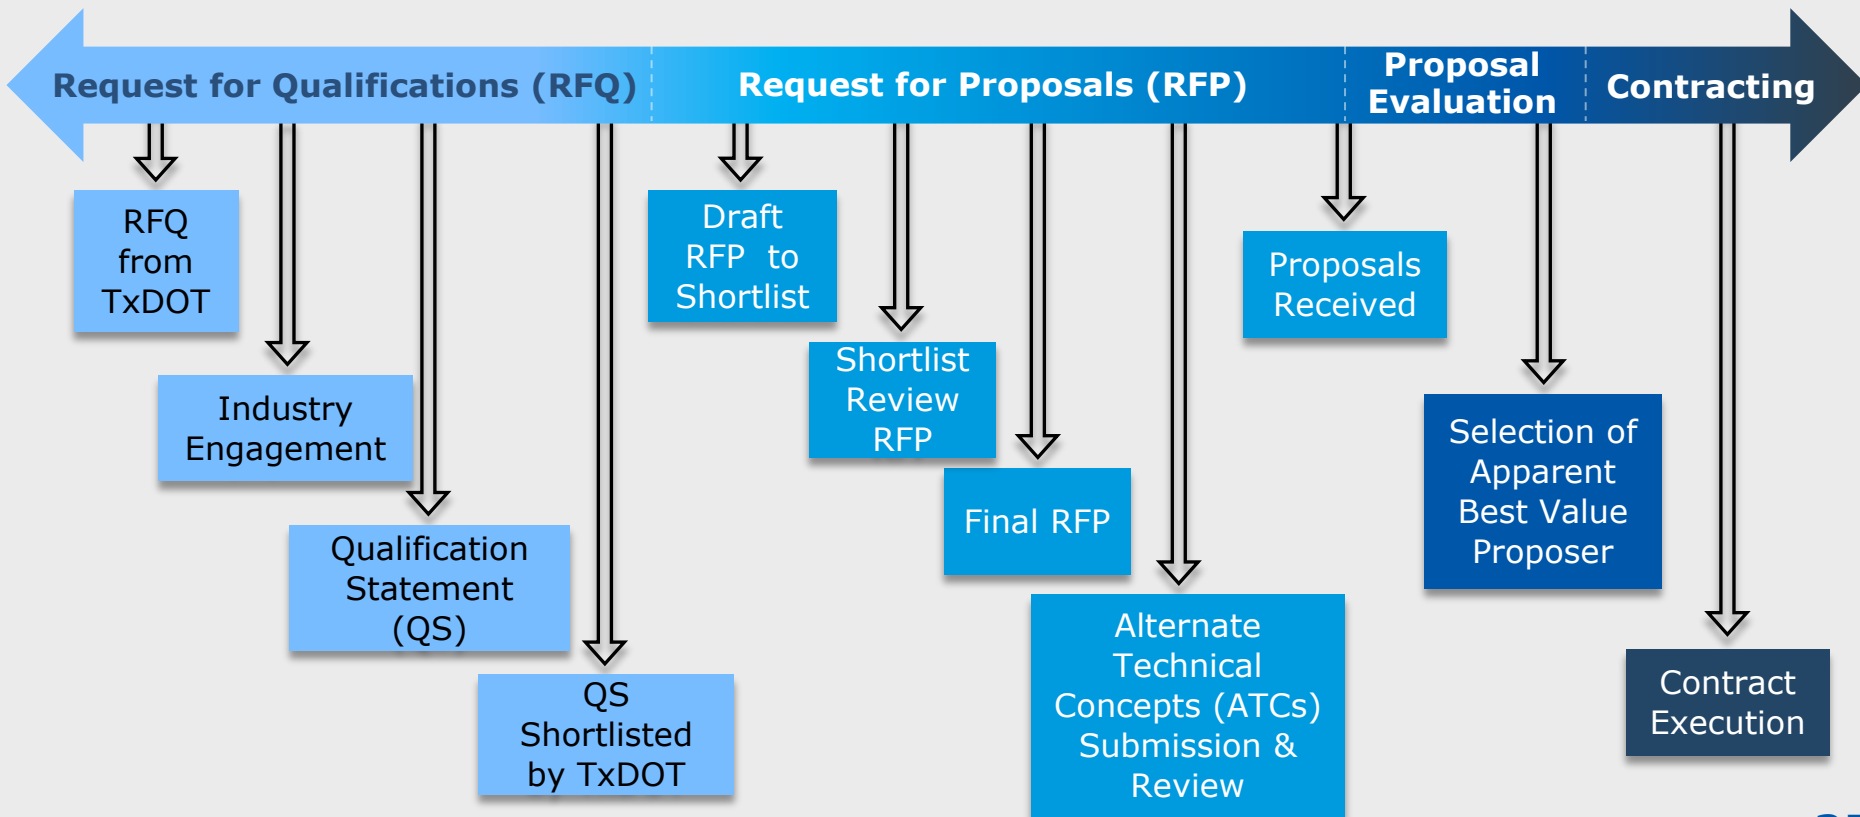 Request for Qualifications (RFQ)
Request for Proposals (RFP)
Proposal
Evaluation
Contracting
RFQ
from
TxDOT
Industry
Engagement
Qualification
Statement
(QS)
QS
Shortlisted
by TxDOT
Draft
RFP to
Shortlist
Shortlist
Review
RFP
Final RFP
Alternate
Technical
Concepts (ATCs)
Submission &
Review
Proposals
Received
Selection of
Apparent
Best Value
Proposer
Contract
Execution